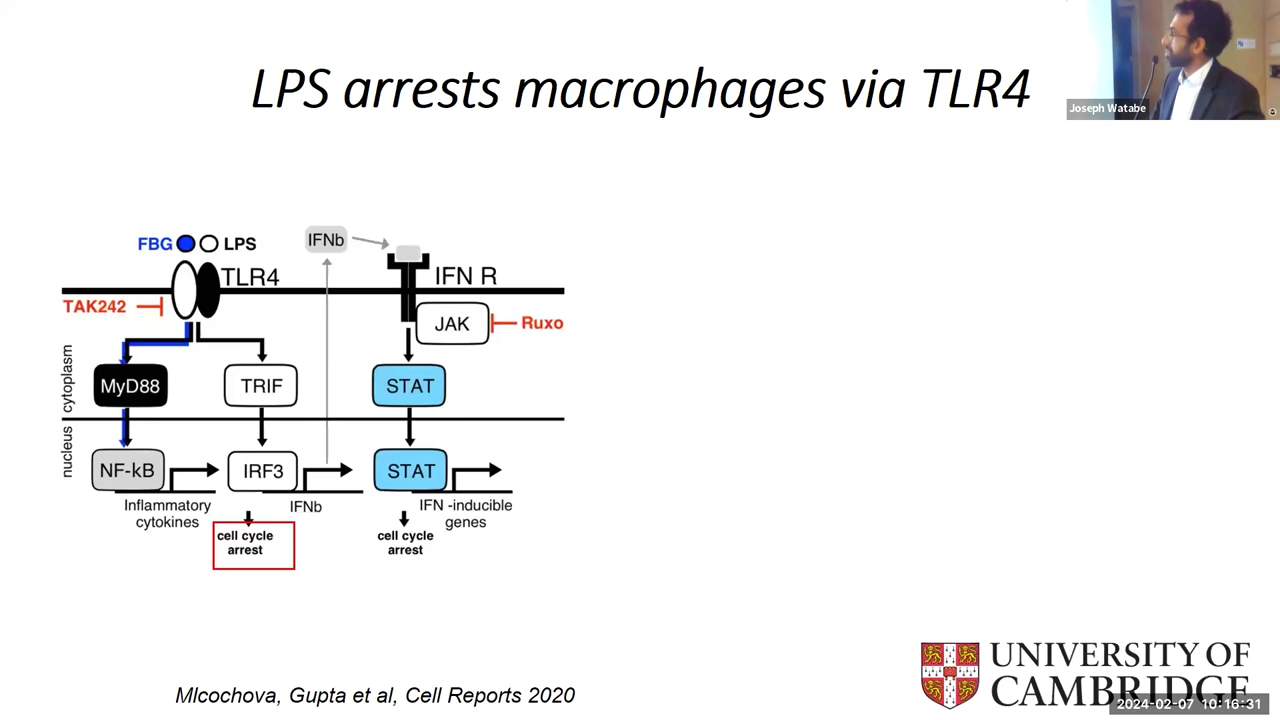 LPS arrests macrophages via TLR4
Joseph Watabe
FBG LPS
IFNb
TLR4
IFN R
TAK242
JAK
Ruxo
cytoplasm
MyD88
TRIF
STAT
nucleus
NF-kB
IRF3
STAT
Inflammatory
cytokines
IFNb
IFN -inducible
genes
cell cycle
arrest
cell cycle
arrest
Mlcochova, Gupta et al, Cell Reports 2020
UNIVERSITY OF
CAMBRIDGE
2024-02-07 10:16:31